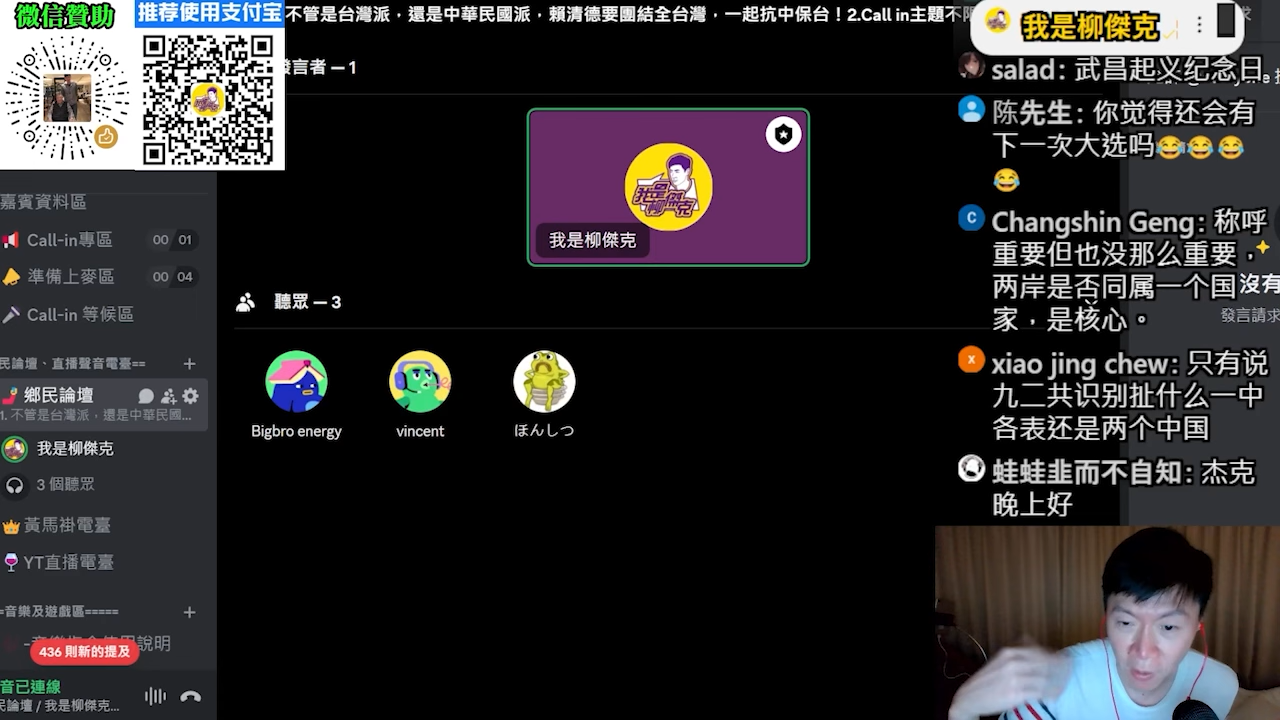 微信贊助
推荐使用支付宝
不管是台灣派，還是中華民國派，賴清德要團結全台灣，一起抗中保台！2.Call in主題不
我是柳傑克
發言者 — 1
我是柳傑克
聽眾 — 3
Bigbro energy
vincent
ほんしつ
嘉賓資料區
Call-in專區
00 01
準備上麥區
00 04
Call-in 等候區
民論壇、直播聲音電臺==
鄉民論壇
1. 不管是台灣派，還是中華民國...
我是柳傑克
3 個聽眾
黃馬褂電臺
YT直播電臺
=音樂及遊戲區=====
說明
436 則新的提及
音已連線
民論壇 / 我是柳傑克...
salad: 武昌起义纪念日
陈先生: 你觉得还会有
下一次大选吗😂😂😂
😂
Changshin Geng: 称呼
重要但也没那么重要，
两岸是否同属一个国
家，是核心。
沒有
發言請求
xiao jing chew: 只有说
九二共识别扯什么一中
各表还是两个中国
蛙蛙韭而不自知: 杰克
晚上好